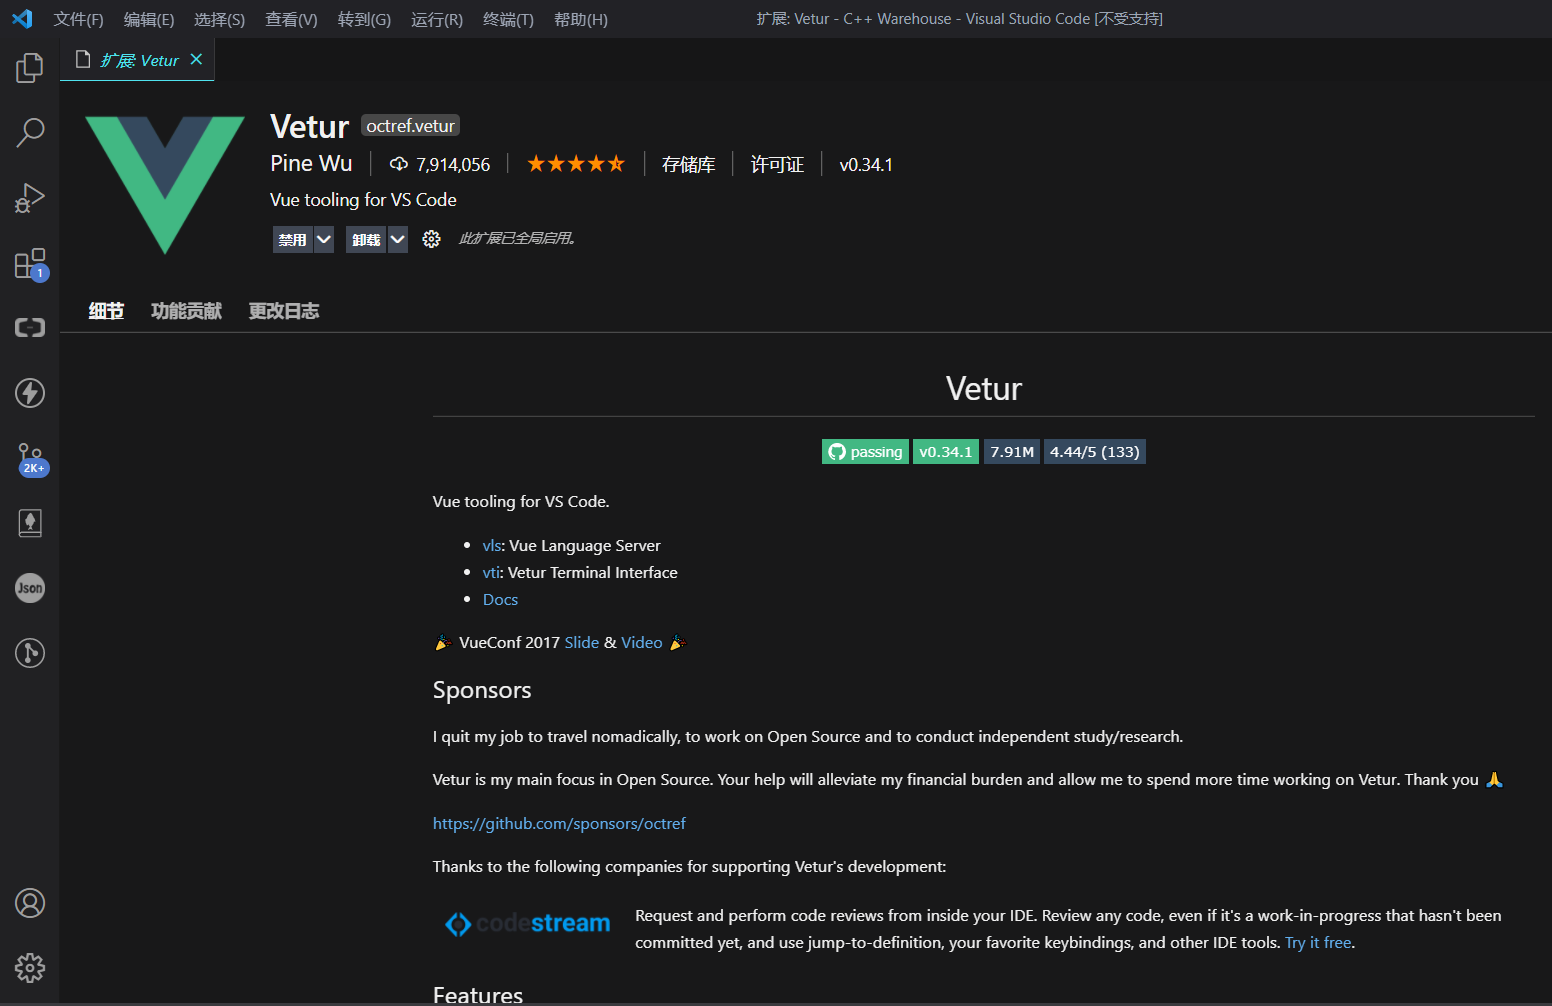 文件(F) 编辑(E) 选择(S) 查看(V) 转到(G) 运行(R) 终端(T) 帮助(H) 扩展: Vetur - C++ Warehouse - Visual Studio Code [不受支持]
扩展: Vetur
Vetur octref.vetur
Pine Wu 7,914,056 存储库 许可证 v0.34.1
Vue tooling for VS Code
禁用 卸载 此扩展已全局启用。
1
细节 功能贡献 更改日志
Vetur
passing v0.34.1 7.91M 4.44/5 (133)
2K+
Vue tooling for VS Code.
vls: Vue Language Server
vti: Vetur Terminal Interface
Json
Docs
🎉 VueConf 2017 Slide & Video 🎉
Sponsors
I quit my job to travel nomadically, to work on Open Source and to conduct independent study/research.
Vetur is my main focus in Open Source. Your help will alleviate my financial burden and allow me to spend more time working on Vetur. Thank you 🙏
https://github.com/sponsors/octref
Thanks to the following companies for supporting Vetur's development:
codestream
Request and perform code reviews from inside your IDE. Review any code, even if it's a work-in-progress that hasn't been
committed yet, and use jump-to-definition, your favorite keybindings, and other IDE tools. Try it free.
Features